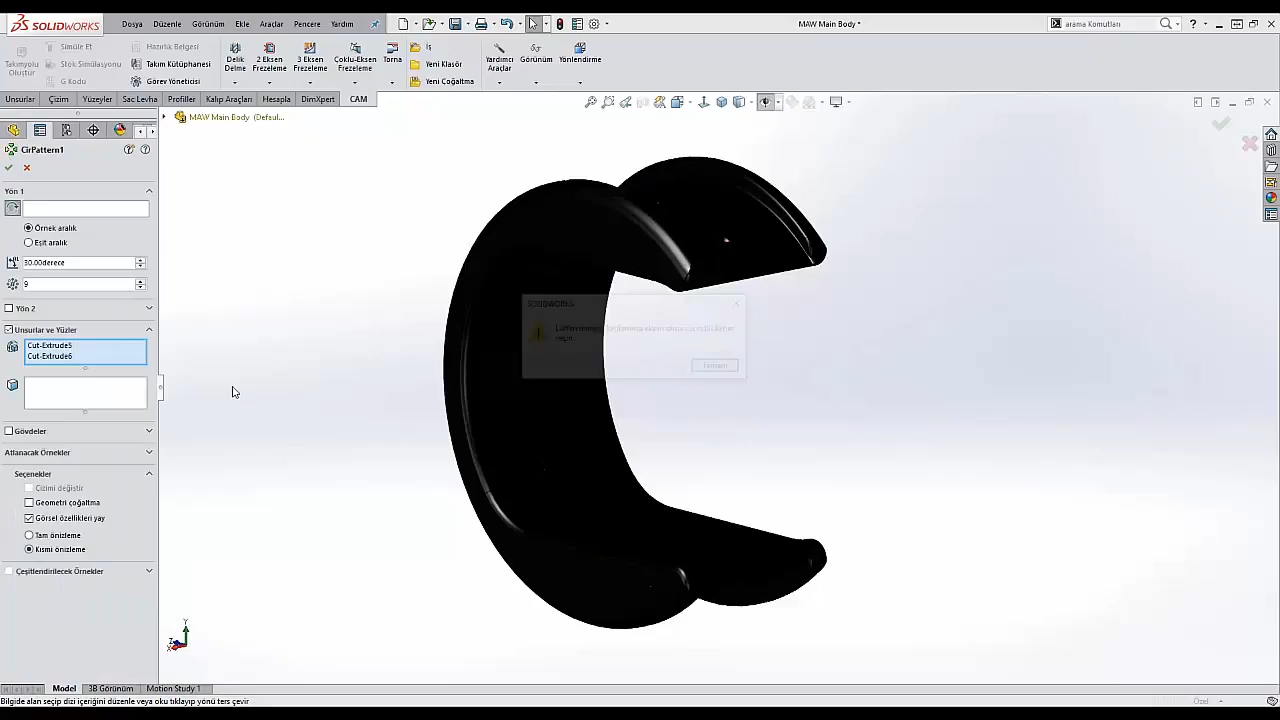 SOLIDWORKS
Dosya Düzenle Görünüm Ekle Araçlar Pencere Yardım
MAW Main Body *
arama Komutları
Takımyolu Oluştur
Simüle Et
Stok Simülasyonu
G Kodu
Hazırlık Belgesi
Takım Kütüphanesi
Görev Yöneticisi
Delik Delme
2 Eksen Frezeleme
3 Eksen Frezeleme
Çoklu-Eksen Frezeleme
Torna
İş
Yeni Klasör
Yeni Çoğaltma
Yardımcı Araçlar
Görünüm
Yönlendirme
Unsurlar Çizim Yüzeyler Sac Levha Profiller Kalıp Araçları Hesapla DimXpert CAM
MAW Main Body (Defaul...
CirPattern1
Yön 1
Örnek aralık
Eşit aralık
30.00derece
9
Yön 2
Unsurlar ve Yüzler
Cut-Extrude5
Cut-Extrude6
Gövdeler
Atlanacak Örnekler
Seçenekler
Çizimi değiştir
Geometri çoğaltma
Görsel özellikleri yay
Tam önizleme
Kısmi önizleme
Çeşitlendirilecek Örnekler
SOLIDWORKS
Tamam
Y
Z
X
Model 3B Görünüm Motion Study 1
Bilgide alan seçip dizi içeriğini düzenle veya oku tıklayıp yönü ters çevir
Özel